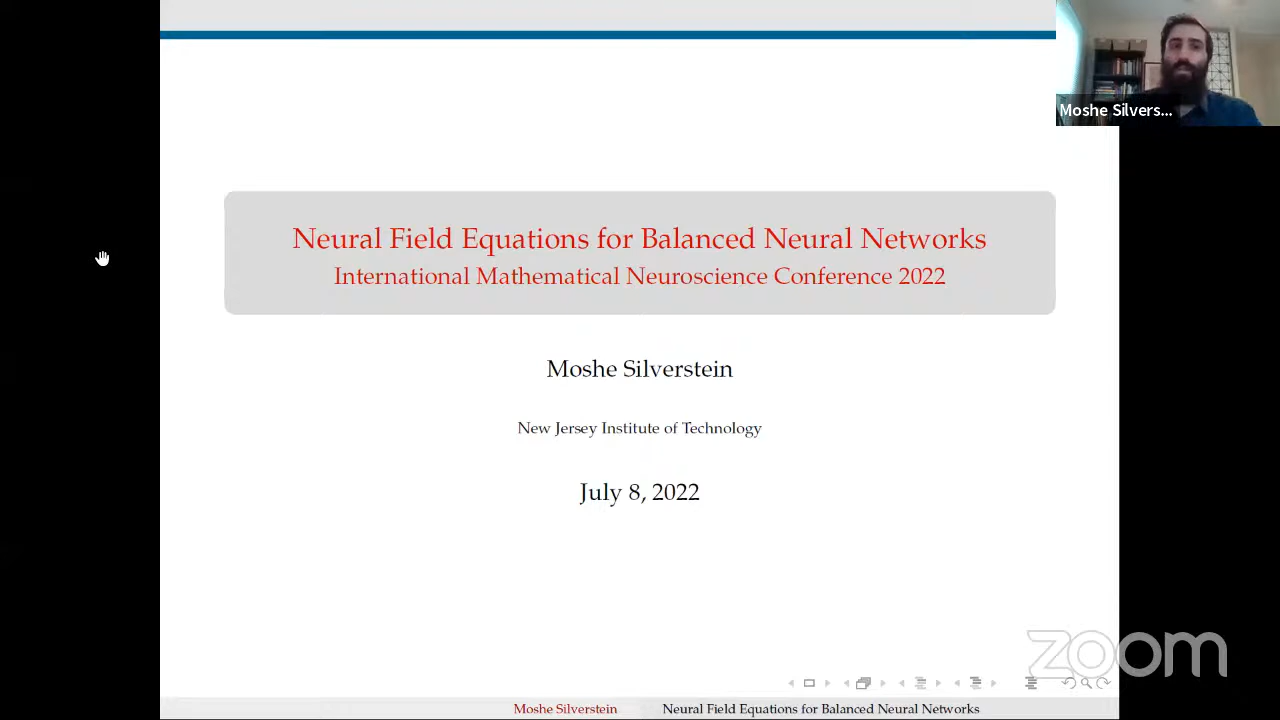 Moshe Silvers...
Neural Field Equations for Balanced Neural Networks
International Mathematical Neuroscience Conference 2022
Moshe Silverstein
New Jersey Institute of Technology
July 8, 2022
zoom
Moshe Silverstein Neural Field Equations for Balanced Neural Networks